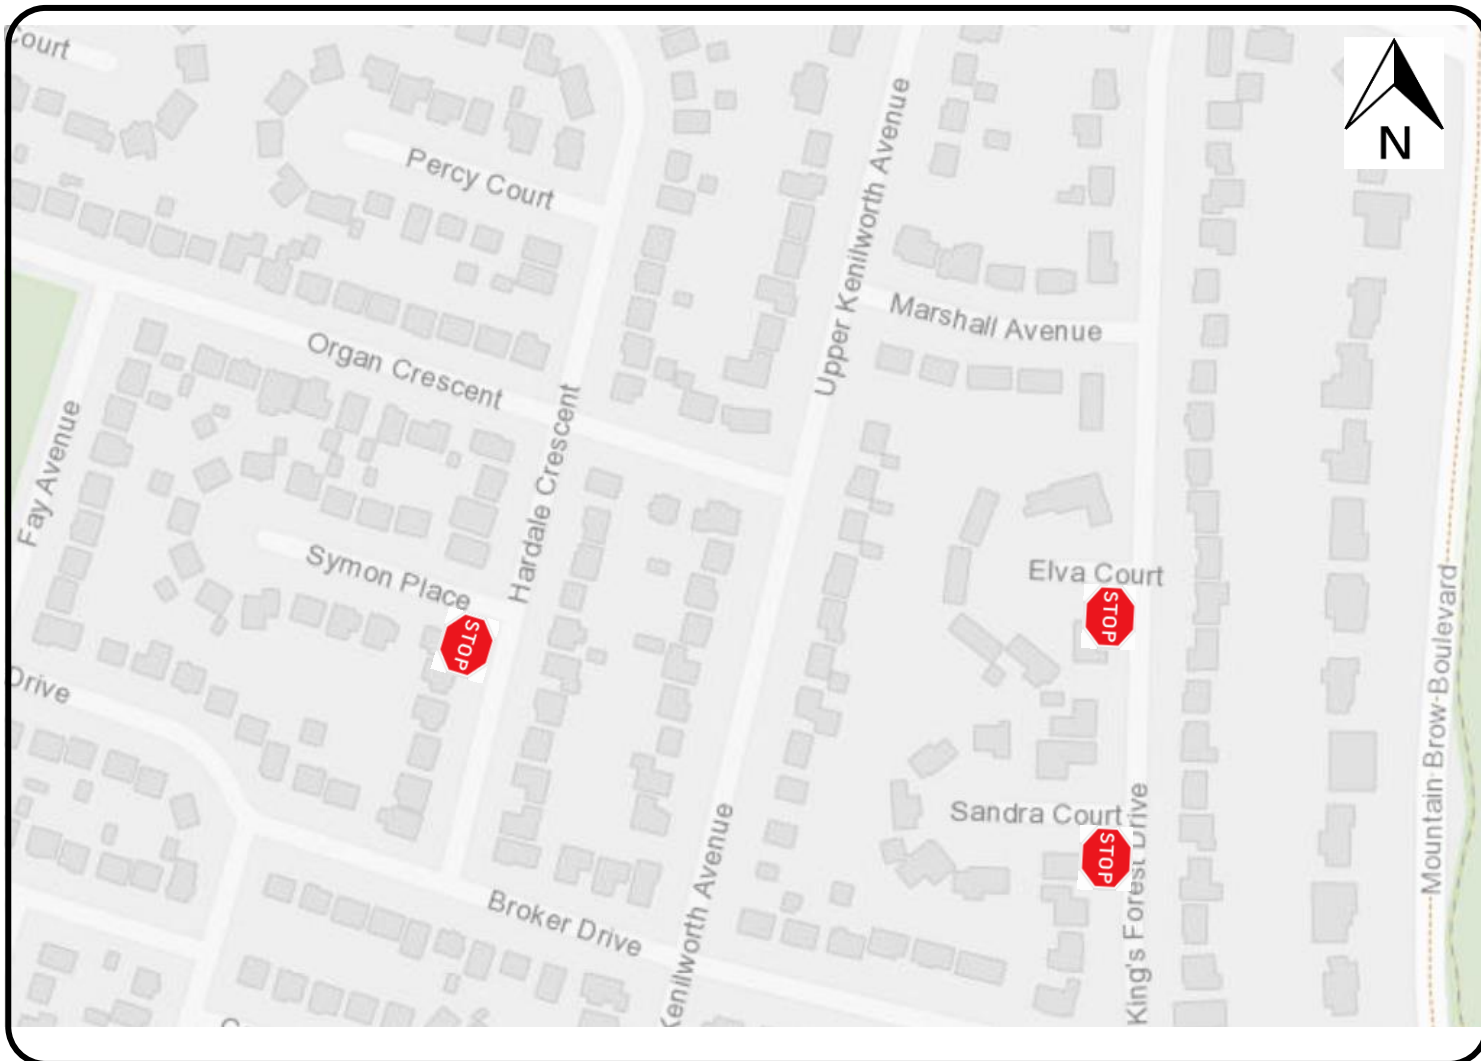 Court
N
Percy Court
Upper Kenilworth Avenue
Marshall Avenue
Organ Crescent
Fay Avenue
Hardale Crescent
Symon Place
Elva Court
STOP
STOP
Drive
Mountain Brow Boulevard
Sandra Court
STOP
King's Forest Drive
Kenilworth Avenue
Broker Drive